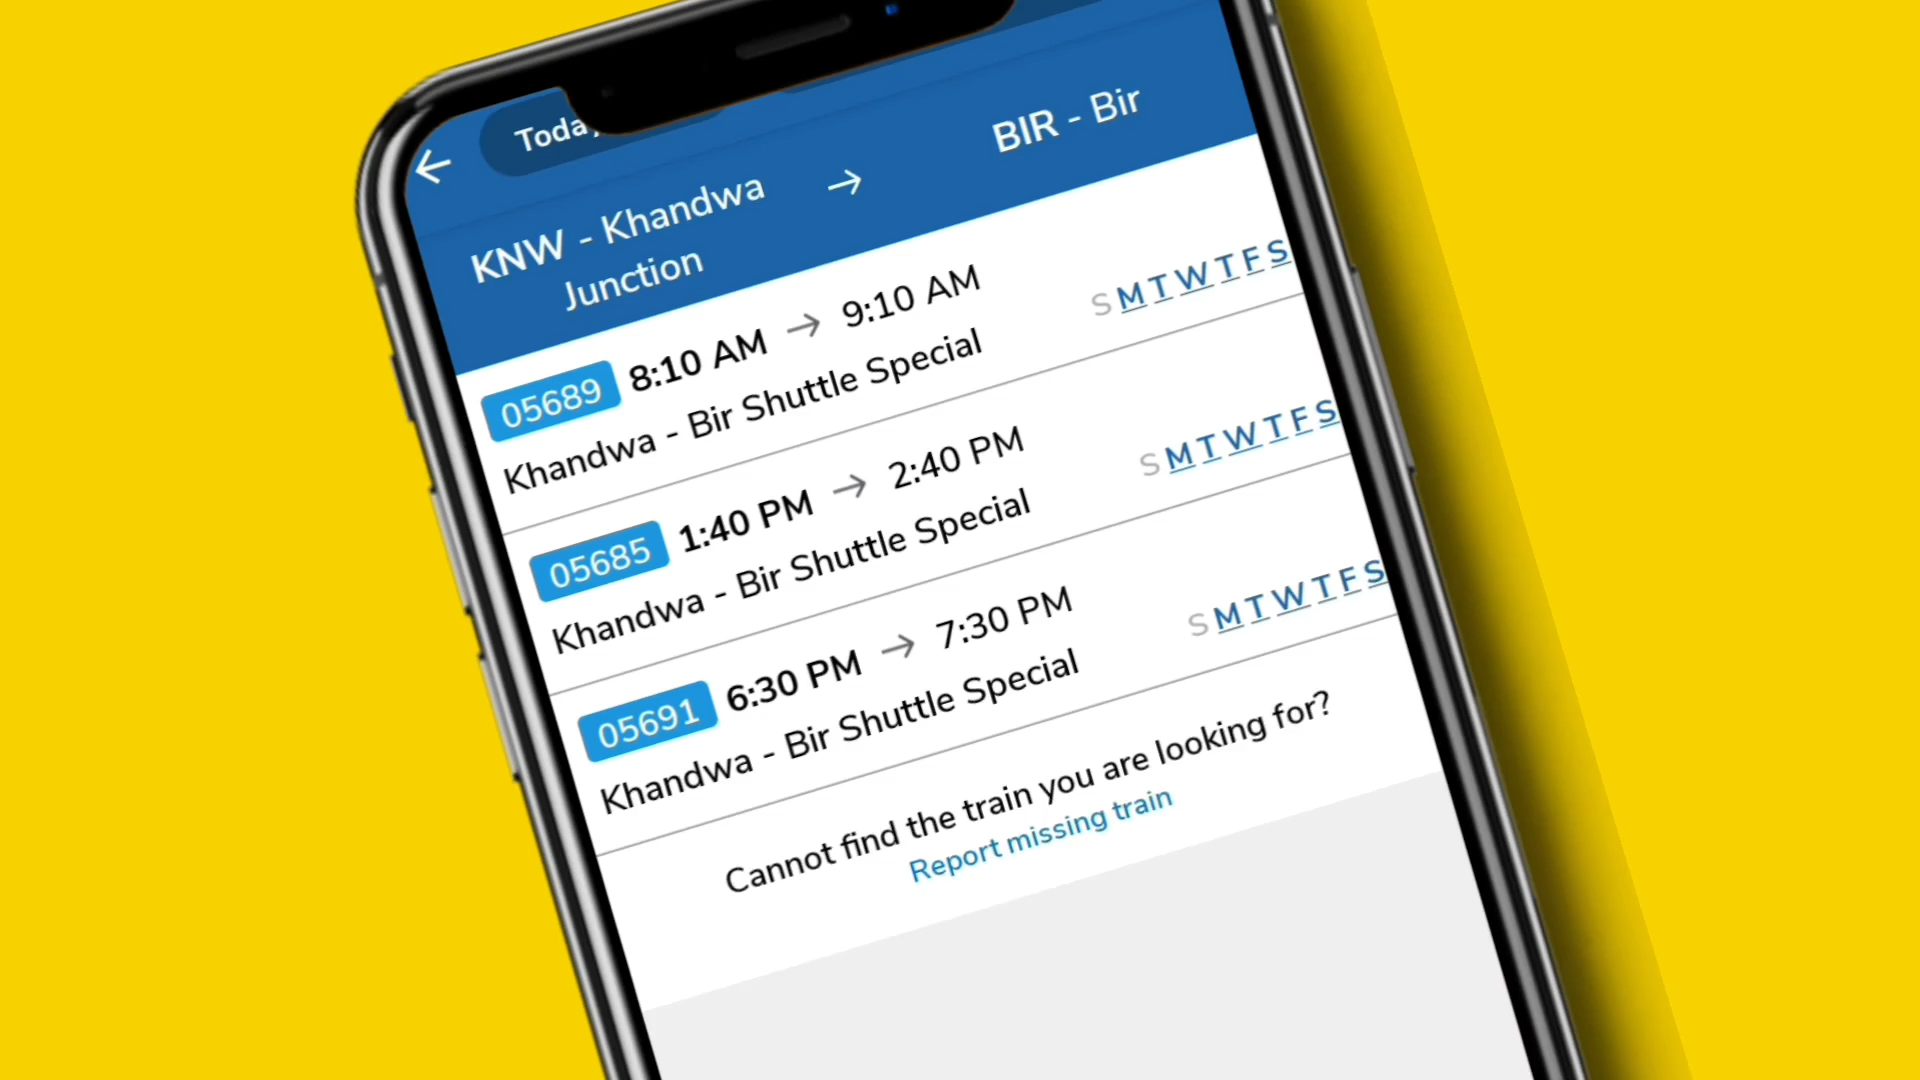 Today
KNW - Khandwa Junction → BIR - Bir
05689 8:10 AM → 9:10 AM S M T W T F S
Khandwa - Bir Shuttle Special
05685 1:40 PM → 2:40 PM S M T W T F S
Khandwa - Bir Shuttle Special
05691 6:30 PM → 7:30 PM S M T W T F S
Khandwa - Bir Shuttle Special
Cannot find the train you are looking for?
Report missing train